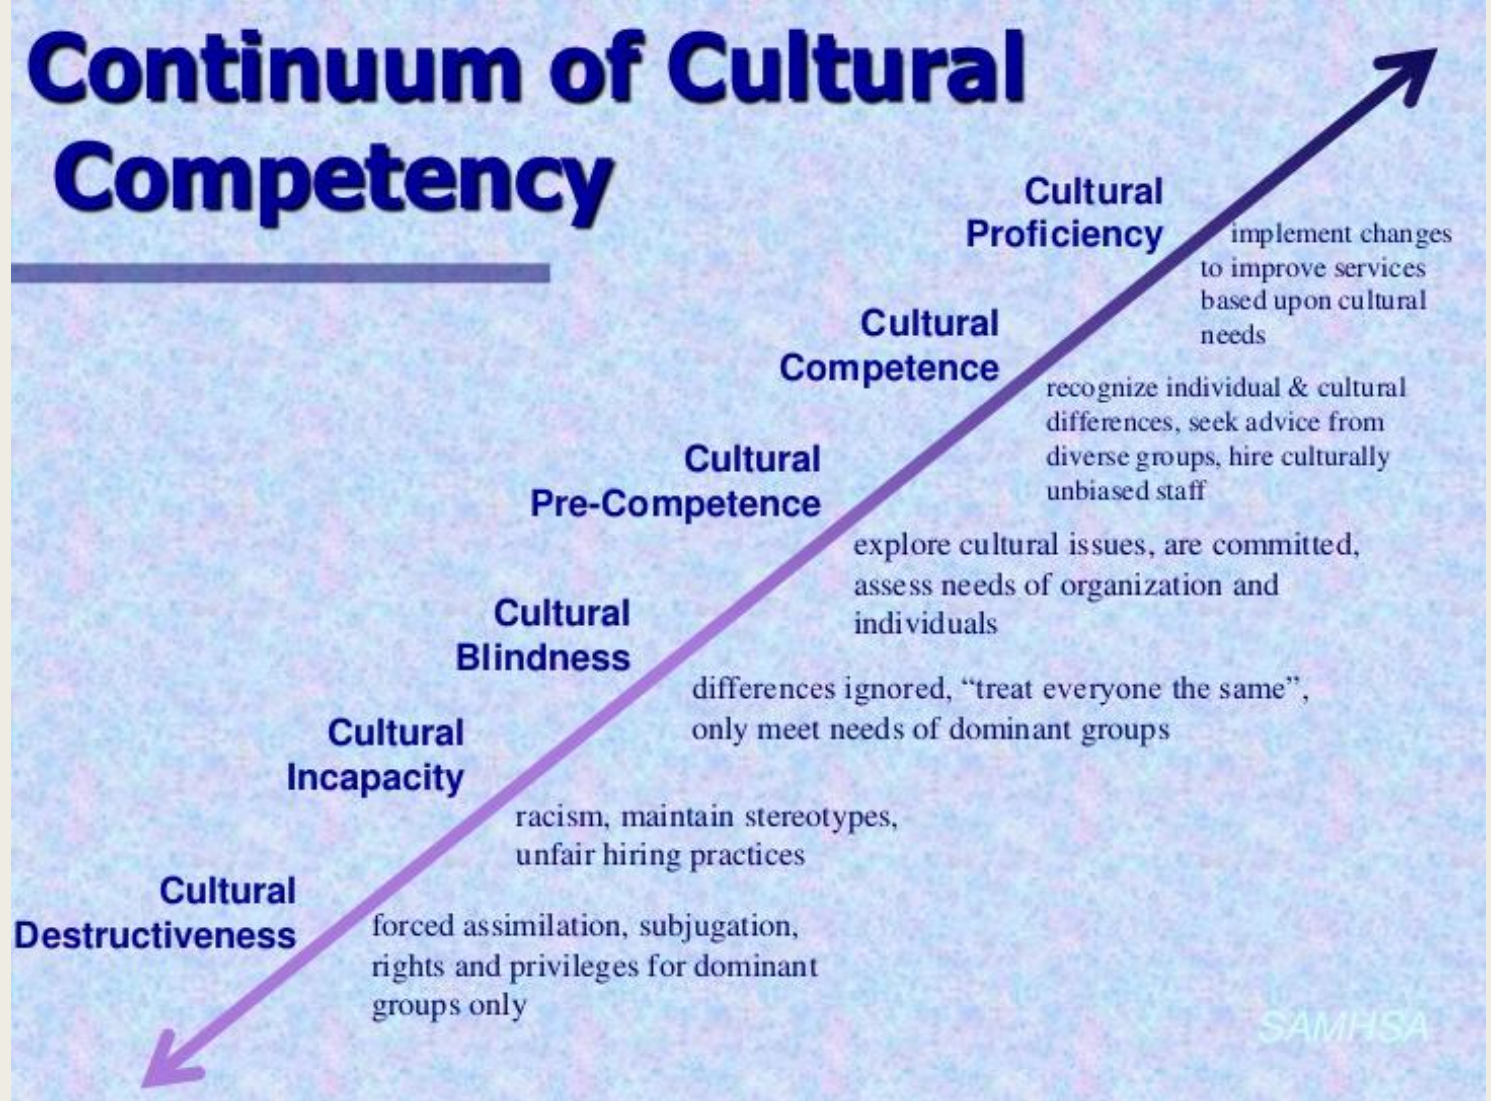 Continuum of Cultural
Competency
Cultural
Proficiency
implement changes
to improve services
based upon cultural
needs
Cultural
Competence
recognize individual & cultural
differences, seek advice from
diverse groups, hire culturally
unbiased staff
Cultural
Pre-Competence
explore cultural issues, are committed,
assess needs of organization and
individuals
Cultural
Blindness
differences ignored, “treat everyone the same”,
only meet needs of dominant groups
Cultural
Incapacity
racism, maintain stereotypes,
unfair hiring practices
Cultural
Destructiveness
forced assimilation, subjugation,
rights and privileges for dominant
groups only
SAMHSA